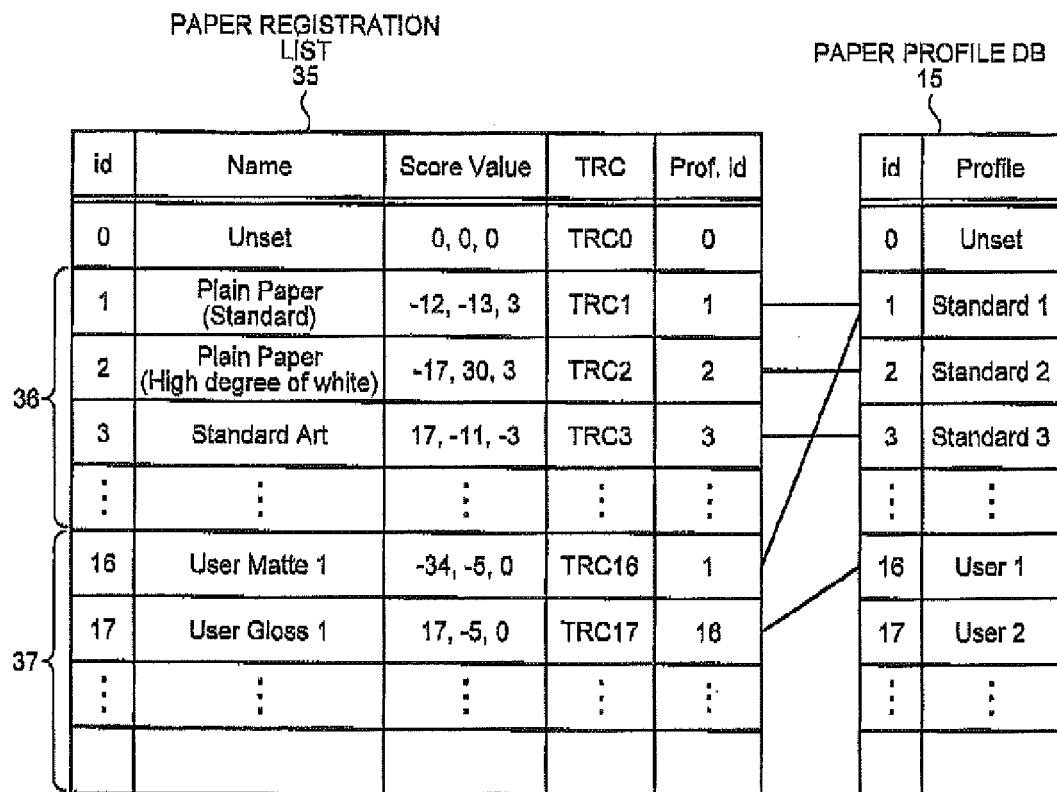 PAPER REGISTRATION
LIST
35
PAPER PROFILE DB
15
id Name Score Value TRC Prof. id
0 Unset 0, 0, 0 TRC0 0
1 Plain Paper (Standard) -12, -13, 3 TRC1 1
2 Plain Paper (High degree of white) -17, 30, 3 TRC2 2
3 Standard Art 17, -11, -3 TRC3 3
16 User Matte 1 -34, -5, 0 TRC16 1
17 User Gloss 1 17, -5, 0 TRC17 16
36
37
id Profile
0 Unset
1 Standard 1
2 Standard 2
3 Standard 3
16 User 1
17 User 2